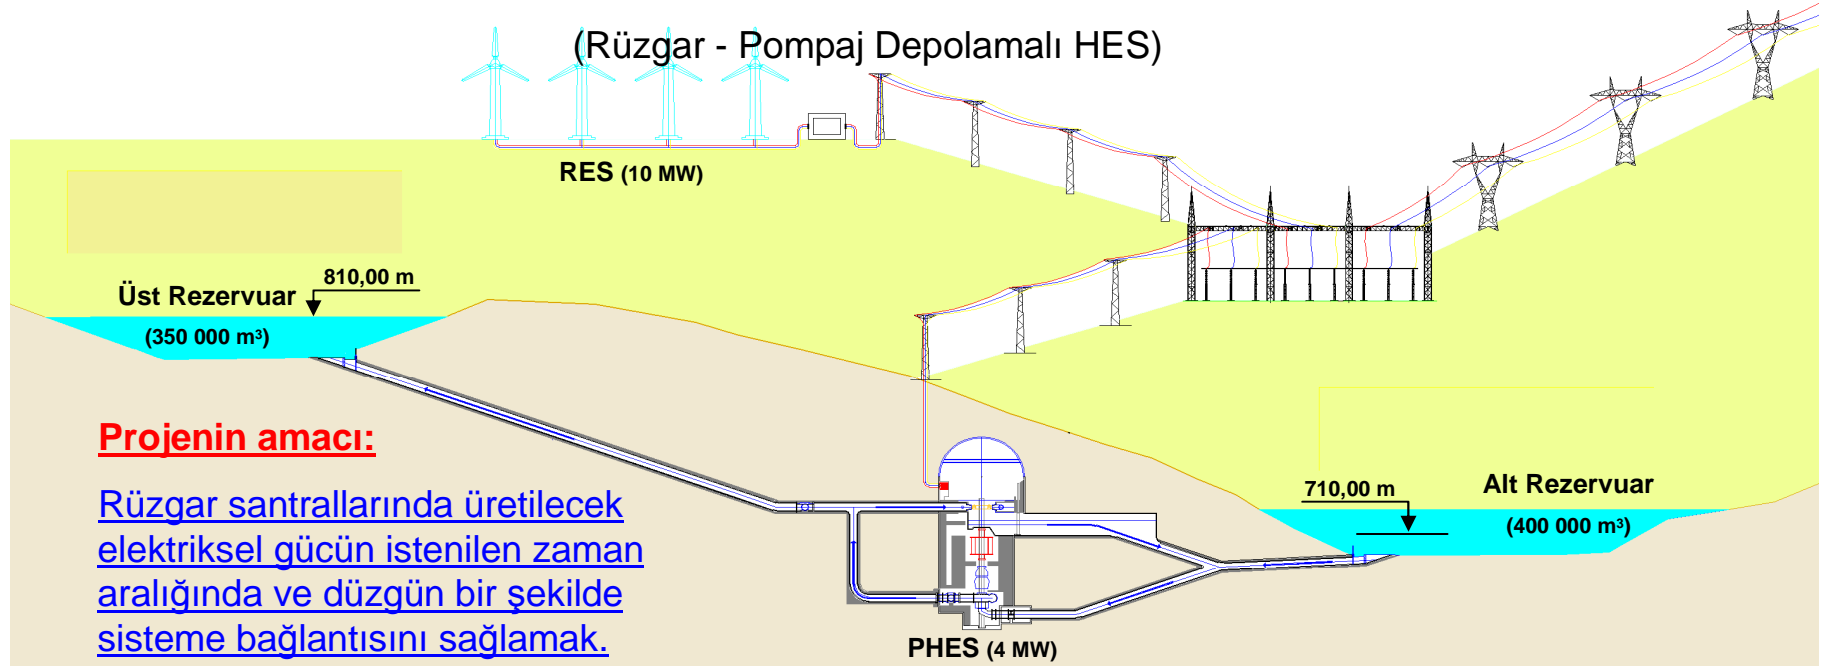 (Rüzgar - Pompaj Depolamalı HES)
RES (10 MW)
810,00 m
Üst Rezervuar
(350 000 m³)
Projenin amacı:
Rüzgar santrallarında üretilecek
elektriksel gücün istenilen zaman
aralığında ve düzgün bir şekilde
sisteme bağlantısını sağlamak.
710,00 m
Alt Rezervuar
(400 000 m³)
PHES (4 MW)